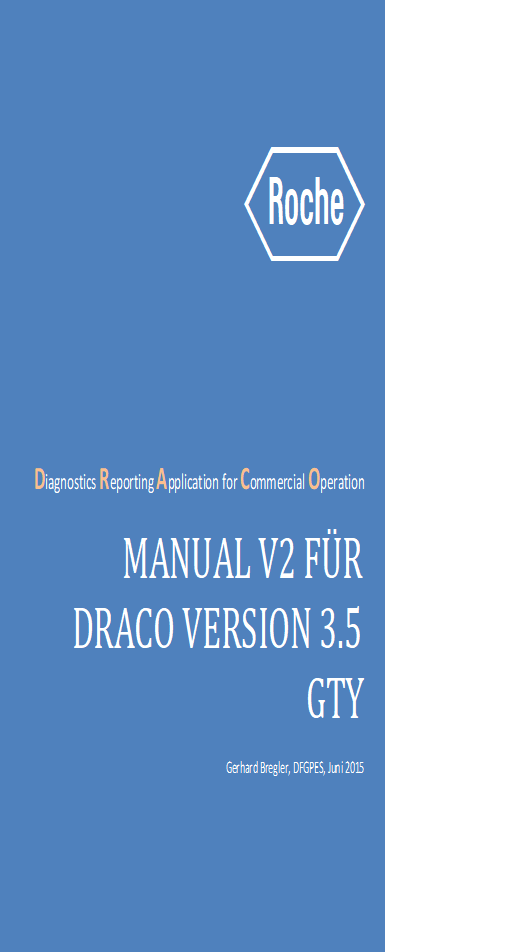 Roche
Diagnostics Reporting Application for Commercial Operation
MANUAL V2 FÜR
DRACO VERSION 3.5
GTY
Gerhard Bregler, DFGPES, Juni 2015